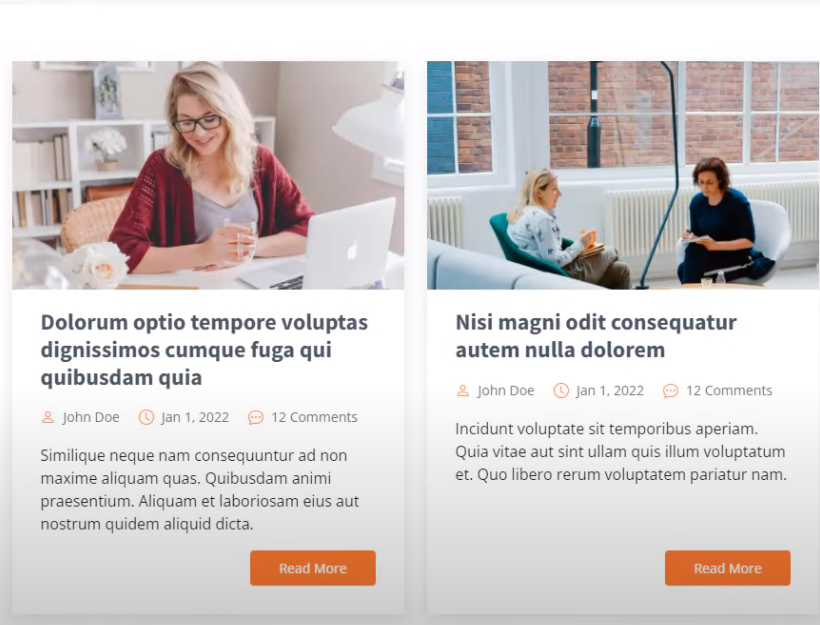 Dolorum optio tempore voluptas
dignissimos cumque fuga qui
quibusdam quia
John Doe Jan 1, 2022 12 Comments
Similique neque nam consequuntur ad non
maxime aliquam quas. Quibusdam animi
praesentium. Aliquam et laboriosam eius aut
nostrum quidem aliquid dicta.
Read More
Nisi magni odit consequatur
autem nulla dolorem
John Doe Jan 1, 2022 12 Comments
Incidunt voluptate sit temporibus aperiam.
Quia vitae aut sint ullam quis illum voluptatum
et. Quo libero rerum voluptatem pariatur nam.
Read More